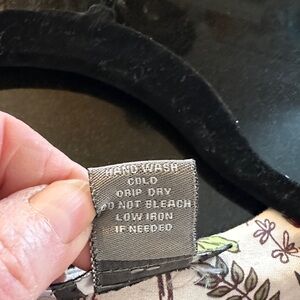 HAND WASH
COLD
DRIP DRY
DO NOT BLEACH
LOW IRON
IF NEEDED